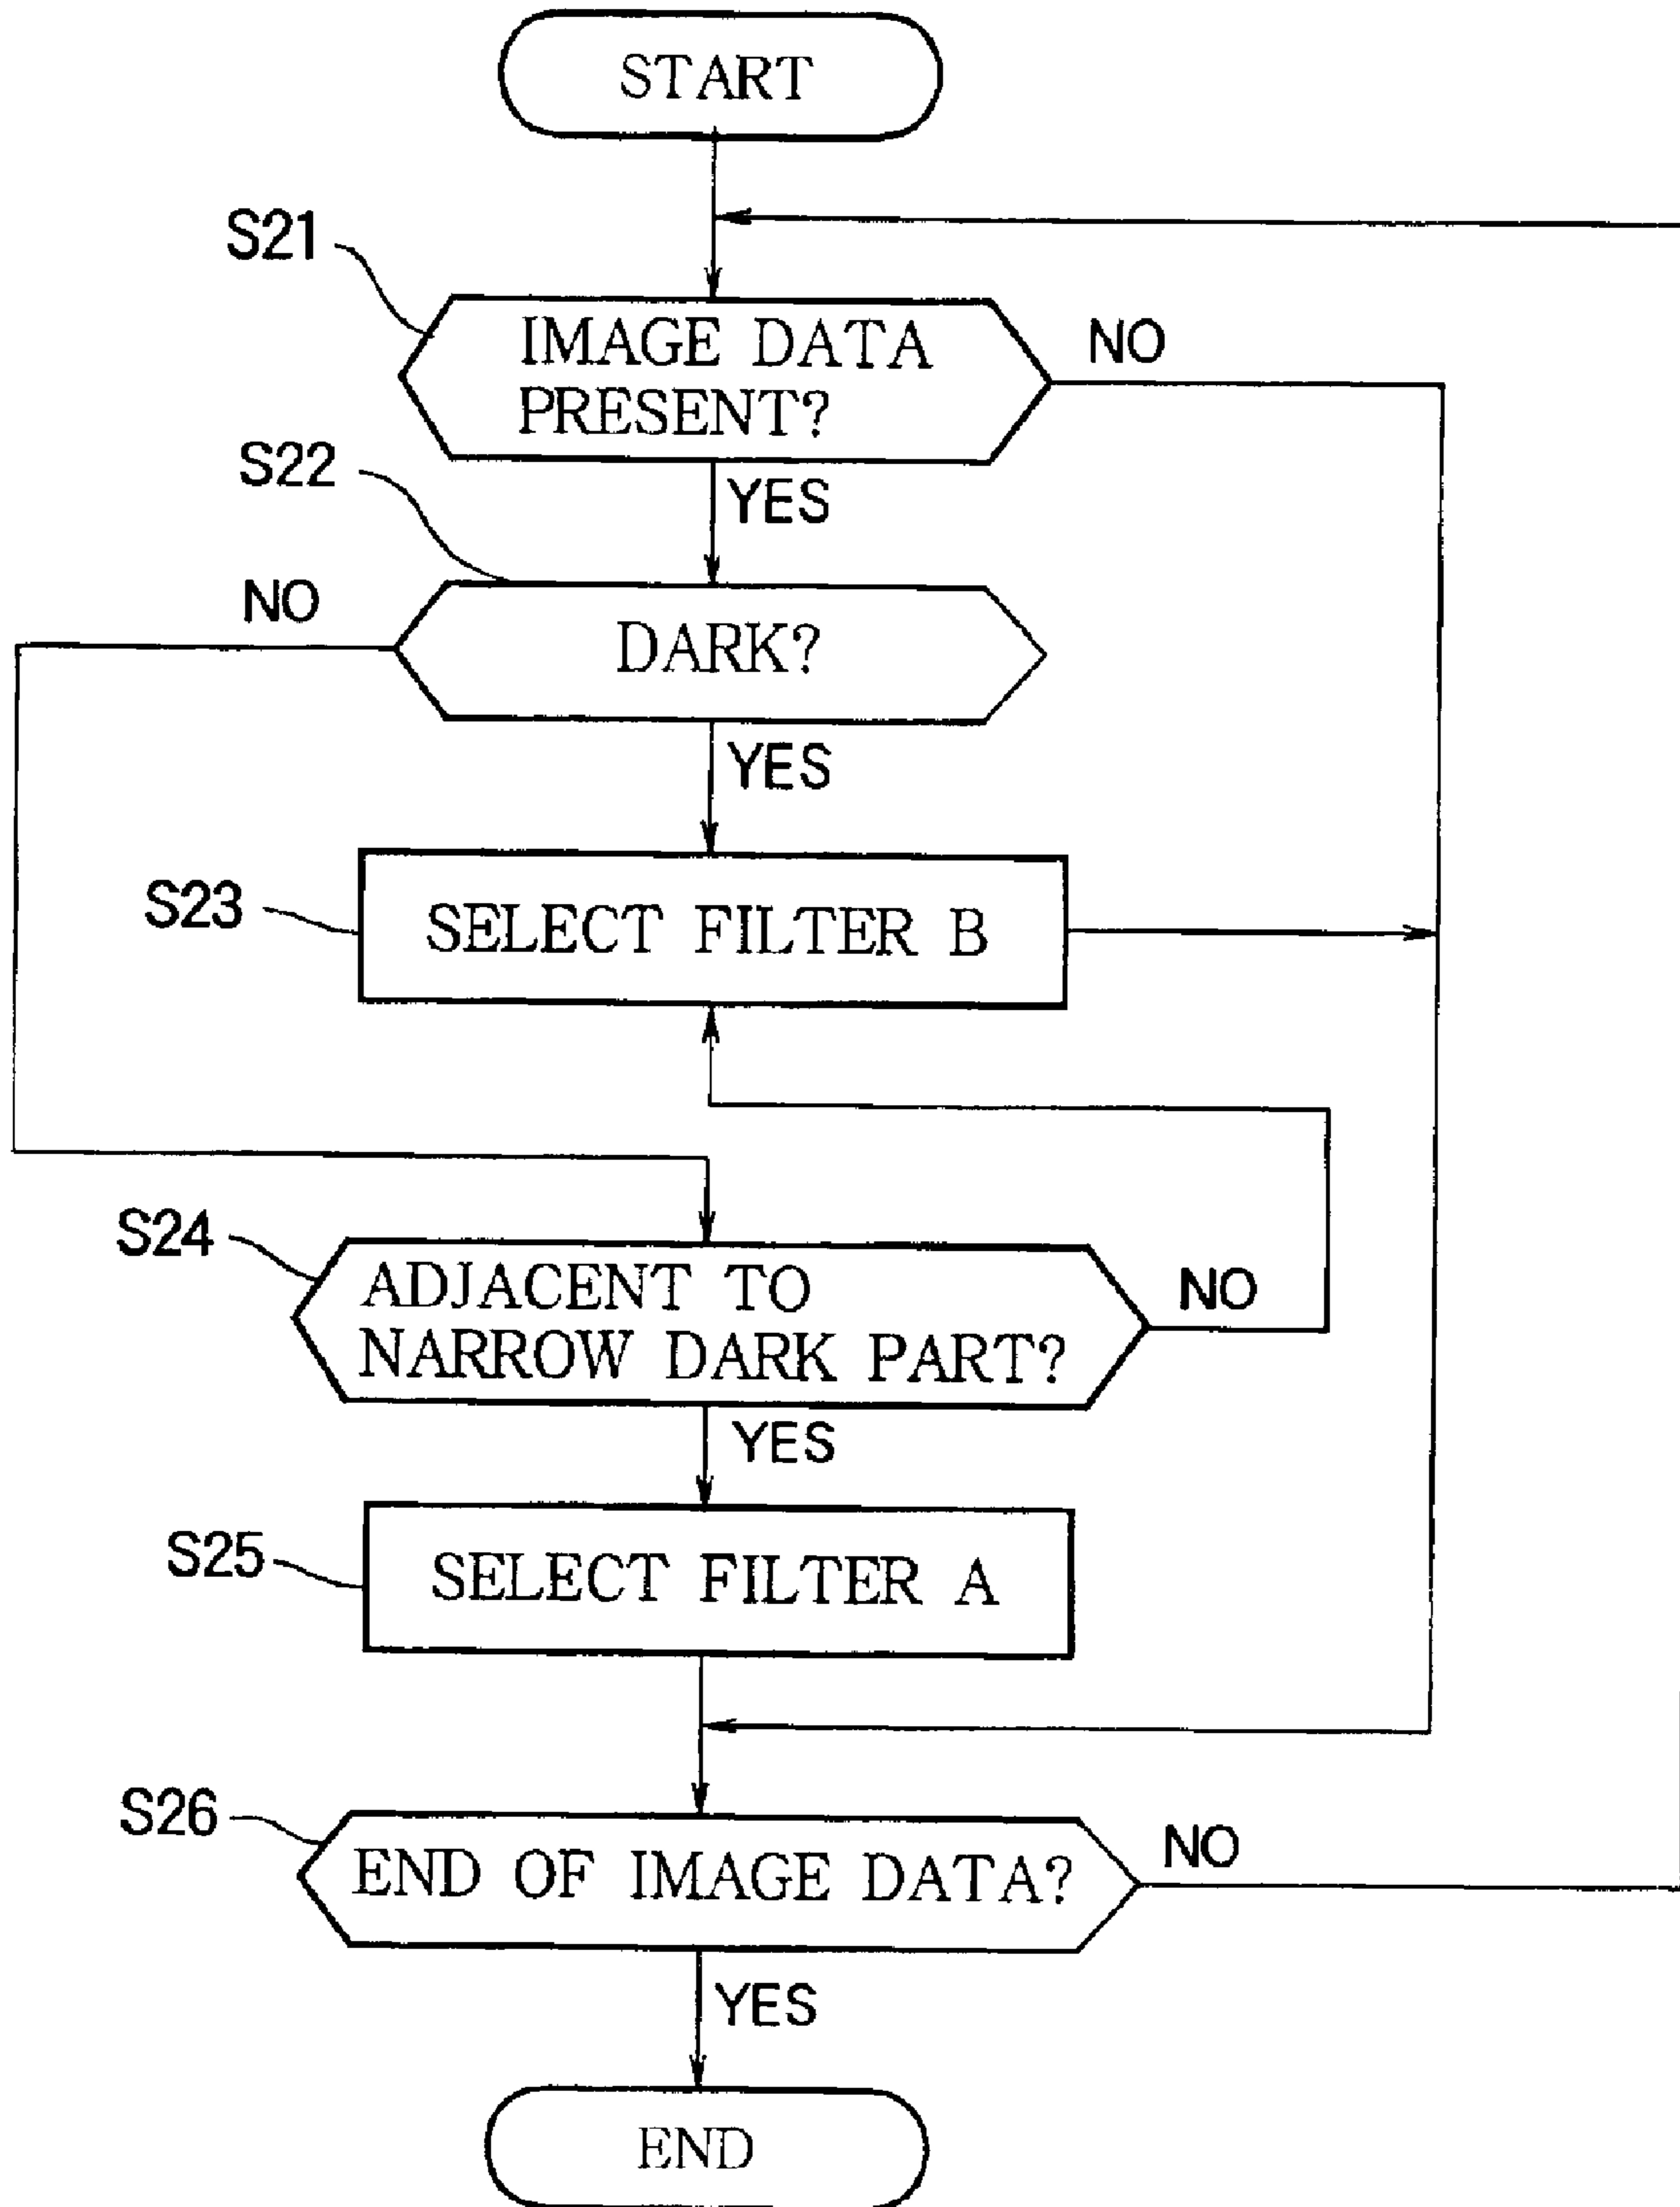 START
S21
IMAGE DATA
PRESENT?
NO
S22
YES
NO
DARK?
YES
S23
SELECT FILTER B
S24
ADJACENT TO
NARROW DARK PART?
NO
YES
S25
SELECT FILTER A
S26
END OF IMAGE DATA?
NO
YES
END